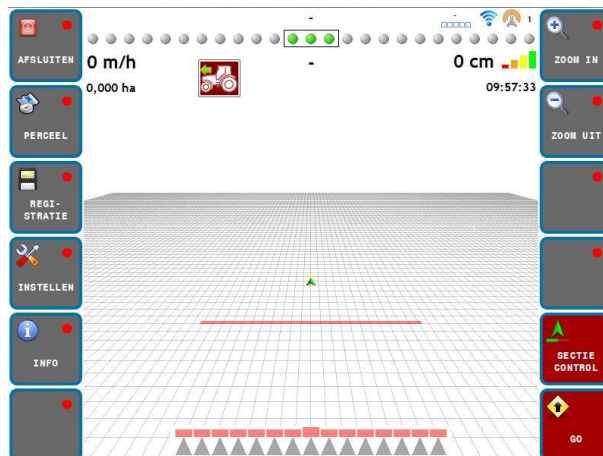 AFSLUITEN
PERCEEL
REGI-
STRATIE
INSTELLEN
INFO
-
-
1
0 m/h
-
0 cm
0,000 ha
09:57:33
ZOOM IN
ZOOM UIT
SECTIE
CONTROL
GO